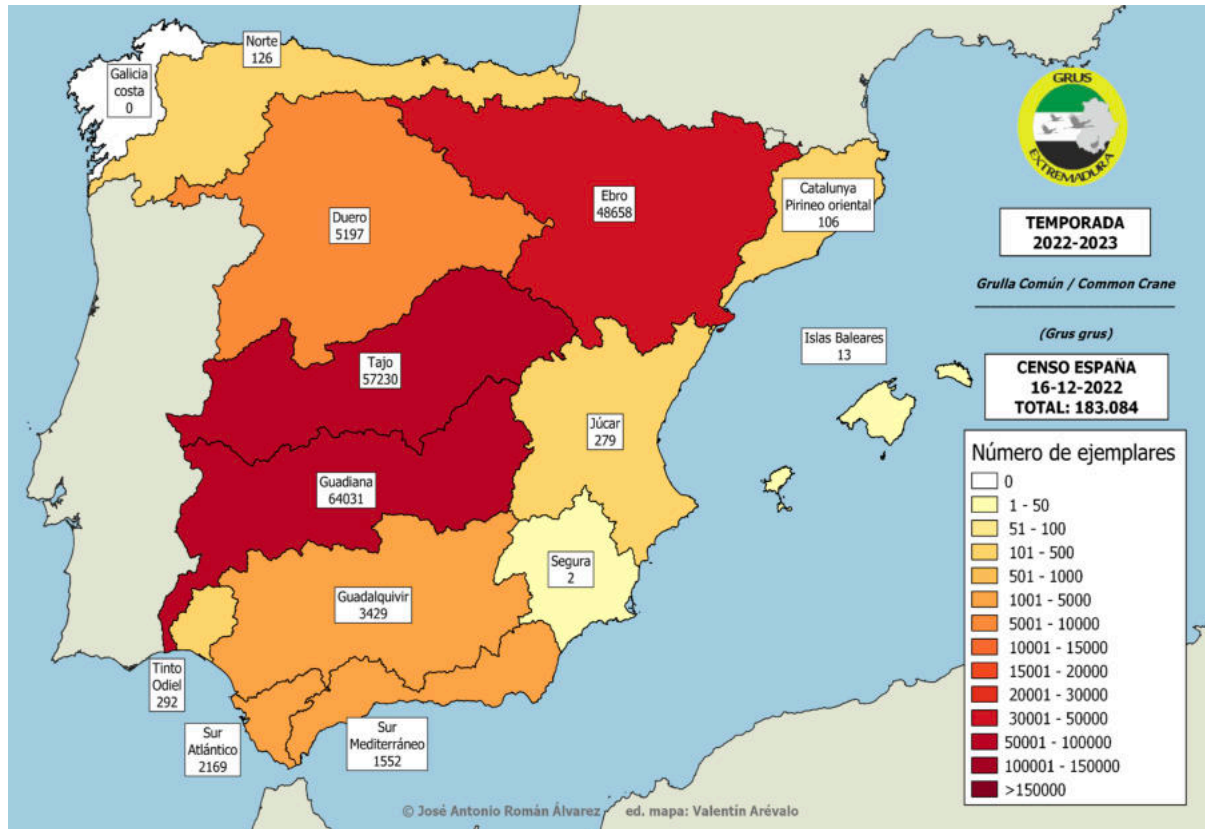 Norte
126
Galicia
costa
0
GRUS
EXTREMADURA
Ebro
48658
Catalunya
Pirineo oriental
106
Duero
5197
TEMPORADA
2022-2023
Grulla Común / Common Crane
(Grus grus)
Islas Baleares
13
CENSO ESPAÑA
16-12-2022
TOTAL: 183.084
Tajo
57230
Júcar
279
Guadiana
64031
Segura
2
Guadalquivir
3429
Tinto
Odiel
292
Sur
Atlántico
2169
Sur
Mediterráneo
1552
Número de ejemplares
0
1 - 50
51 - 100
101 - 500
501 - 1000
1001 - 5000
5001 - 10000
10001 - 15000
15001 - 20000
20001 - 30000
30001 - 50000
50001 - 100000
100001 - 150000
>150000
© José Antonio Román Álvarez ed. mapa: Valentín Arévalo